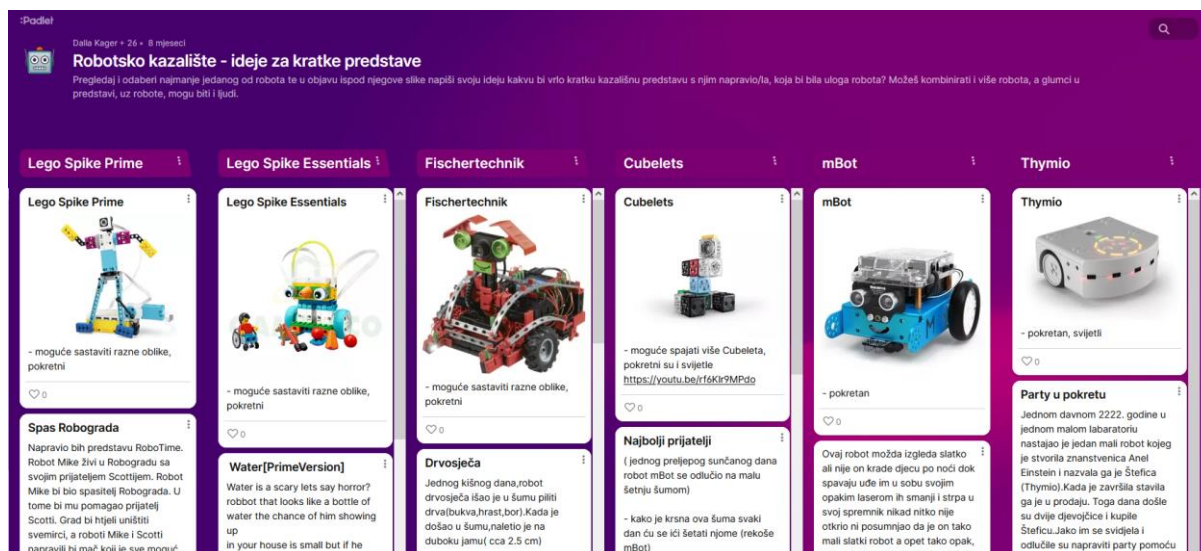 :Padlet
Dalia Kager + 26 • 8 mjeseci
Robotsko kazalište - ideje za kratke predstave
Pregledaj i odaberi najmanje jedanog od robota te u objavu ispod njegove slike napiši svoju ideju kakvu bi vrlo kratku kazališnu predstavu s njim napravio/la, koja bi bila uloga robota? Možeš kombinirati i više robota, a glumci u
predstavi, uz robote, mogu biti i ljudi.
Lego Spike Prime
Lego Spike Prime
- moguće sastaviti razne oblike,
pokretni
0
Spas Robograda
Napravio bih predstavu RoboTime.
Robot Mike živi u Robogradu sa
svojim prijateljem Scottijem. Robot
Mike bi bio spasitelj Robograda. U
tome bi mu pomagao prijatelj
Scotti. Grad bi htjeli uništiti
svemirci, a roboti Mike i Scotti
napravili bi mač koji je sve moguć
Lego Spike Essentials
Lego Spike Essentials
- moguće sastaviti razne oblike,
pokretni
0
Water[PrimeVersion]
Water is a scary lets say horror?
robbot that looks like a bottle of
water the chance of him showing
up
in your house is small but if he
Fischertechnik
Fischertechnik
- moguće sastaviti razne oblike,
pokretni
0
Drvosječa
Jednog kišnog dana,robot
drvosječa išao je u šumu piliti
drva(bukva,hrast,bor).Kada je
došao u šumu,naletio je na
duboku jamu( cca 2.5 cm)
Cubelets
Cubelets
- moguće spajati više Cubeleta,
pokretni su i svijetle
https://youtu.be/rf6KIr9MPdo
0
Najbolji prijatelji
( jednog preljepog sunčanog dana
robot mBot se odlučio na malu
šetnju šumom)
- kako je krsna ova šuma svaki
dan ću se ići šetati njome (rekoše
mBot)
mBot
mBot
- pokretan
0
Ovaj robot možda izgleda slatko
ali nije on krade djecu po noći dok
spavaju uđe im u sobu svojim
opakim laserom ih smanji i strpa u
svoj spremnik nikad nitko nije
otkrio ni posumnjao da je on tako
mali slatki robot a opet tako opak,
Thymio
Thymio
- pokretan, svijetli
0
Party u pokretu
Jednom davnom 2222. godine u
jednom malom labaratoriu
nastajao je jedan mali robot kojeg
je stvorila znanstvenica Anel
Einstein i nazvala ga je Štefica
(Thymio).Kada je završila stavila
ga je u prodaju. Toga dana došle
su dvije djevojčice i kupile
Šteficu.Jako im se svidjela i
odlučile su napraviti party pomoću